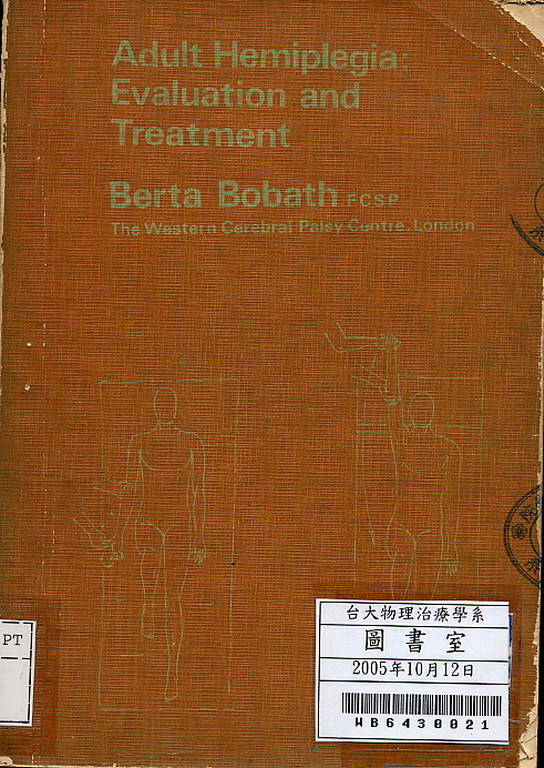 Adult Hemiplegia:
Evaluation and
Treatment
Berta Bobath FCSP
The Western Cerebral Palsy Centre, London
PT
台大物理治療學系
圖書室
2005年10月12日
WB6430021